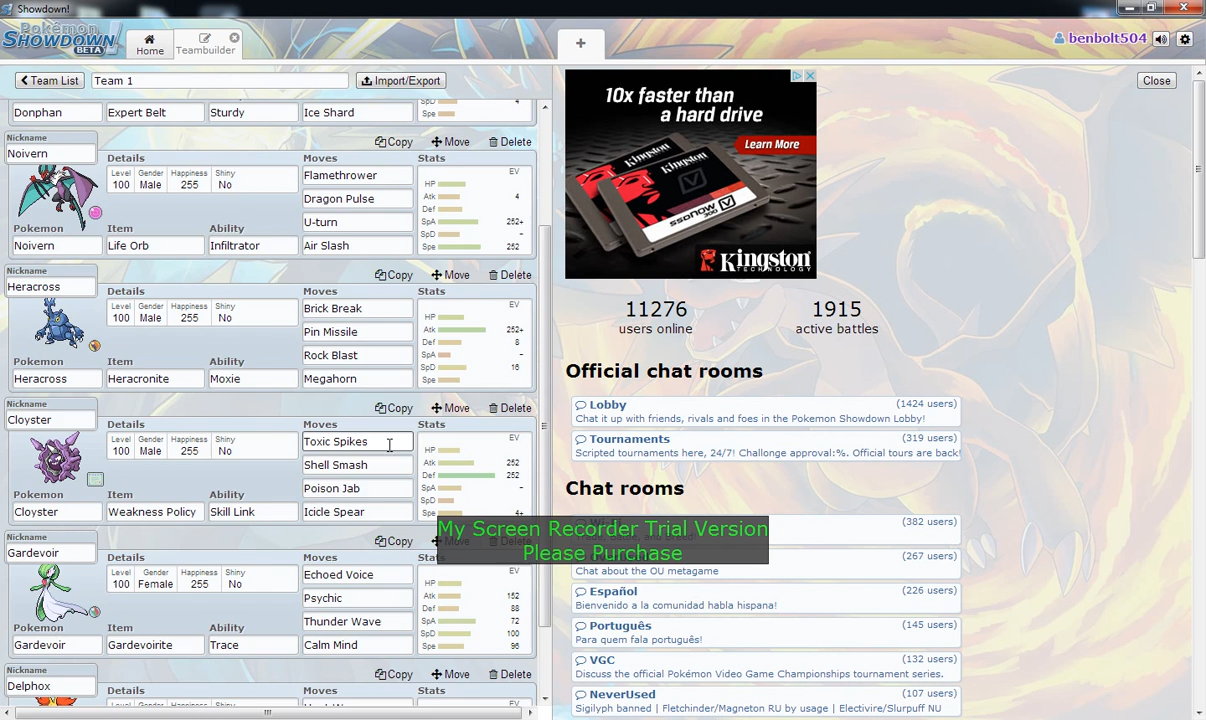 Showdown!
Pokémon
SHOWDOWN!
BETA
Home
Teambuilder
+
benbolt504
Team List
Team 1
Import/Export
Close
Donphan
Expert Belt
Sturdy
Ice Shard
SpD 4
Spe
Nickname
Noivern
Copy Move Delete
Details
Level Gender Happiness Shiny
100 Male 255 No
Moves
Flamethrower
Dragon Pulse
U-turn
Air Slash
Stats
EV
HP
Atk 4
Def
SpA 252+
SpD -
Spe 252
Pokemon Item Ability
Noivern Life Orb Infiltrator
Nickname
Heracross
Copy Move Delete
Details
Level Gender Happiness Shiny
100 Male 255 No
Moves
Brick Break
Pin Missile
Rock Blast
Megahorn
Stats
EV
HP
Atk 252+
Def 8
SpA -
SpD 16
Spe
Pokemon Item Ability
Heracross Heracronite Moxie
Nickname
Cloyster
Copy Move Delete
Details
Level Gender Happiness Shiny
100 Male 255 No
Moves
Toxic Spikes
Shell Smash
Poison Jab
Icicle Spear
Stats
EV
HP
Atk 252
Def 252
SpA -
SpD
Spe 4+
Pokemon Item Ability
Cloyster Weakness Policy Skill Link
Nickname
Gardevoir
Copy
Details
Level Gender Happiness Shiny
100 Female 255 No
Moves
Echoed Voice
Psychic
Thunder Wave
Calm Mind
HP
Atk 152
Def 88
SpA 72
SpD 100
Spe 96
Pokemon Item Ability
Gardevoir Gardevoirite Trace
Nickname
Delphox
Copy Move Delete
Details
Moves
Stats
EV
10x faster than
a hard drive
Learn More
SSDNOW V 300
Kingston
TECHNOLOGY
11276
users online
1915
active battles
Official chat rooms
Lobby (1424 users)
Chat it up with friends, rivals and foes in the Pokemon Showdown Lobby!
Tournaments (319 users)
Scripted tournaments here, 24/7! Challonge approval:%. Official tours are back!
Chat rooms
(382 users)
(267 users)
Chat about the OU metagame
Español (226 users)
Bienvenido a la comunidad habla hispana!
Português (145 users)
Para quem fala português!
VGC (132 users)
Discuss the official Pokémon Video Game Championships tournament series.
NeverUsed (107 users)
Sigilyph banned | Fletchinder/Magneton RU by usage | Electivire/Slurpuff NU
My Screen Recorder Trial Version
Please Purchase